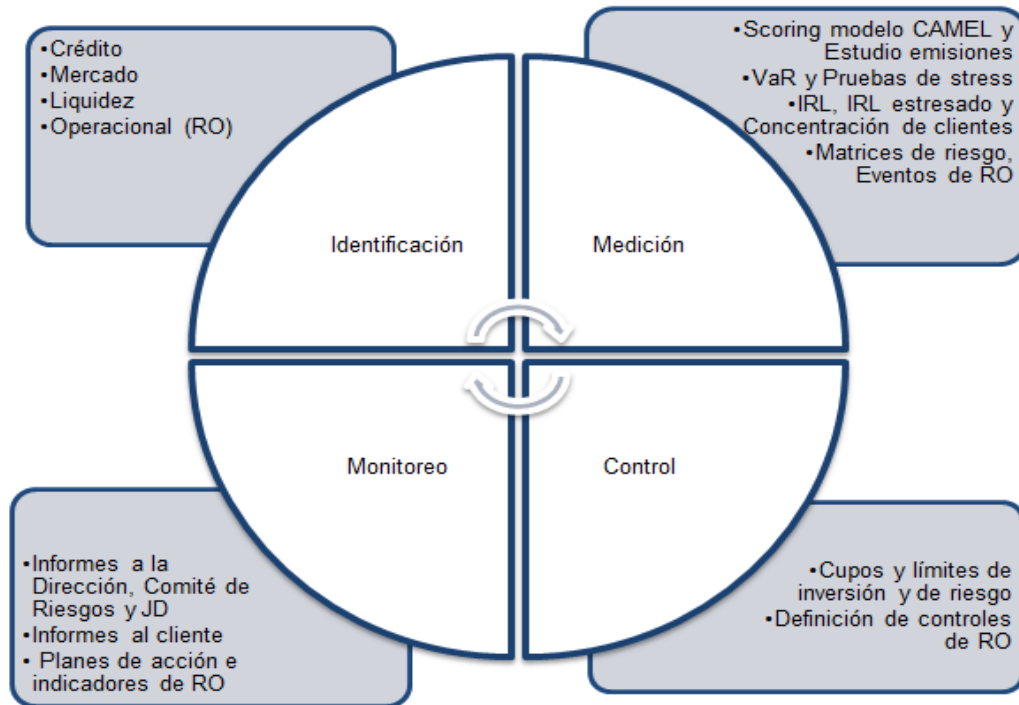 •Crédito
•Mercado
•Liquidez
•Operacional (RO)
•Scoring modelo CAMEL y
Estudio emisiones
•VaR y Pruebas de stress
•IRL, IRL estresado y
Concentración de clientes
•Matrices de riesgo,
Eventos de RO
Identificación
Medición
Monitoreo
Control
•Informes a la
Dirección, Comité de
Riesgos y JD
•Informes al cliente
• Planes de acción e
indicadores de RO
•Cupos y límites de
inversión y de riesgo
•Definición de controles
de RO